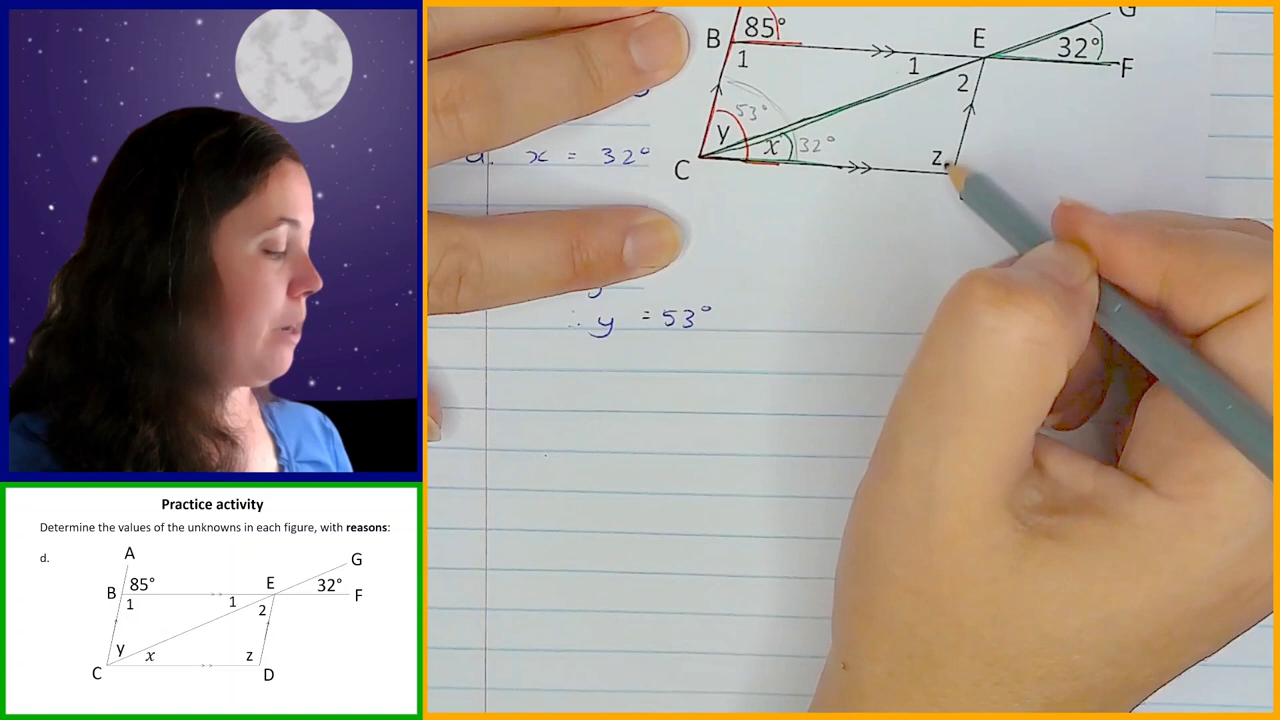 Practice activity
Determine the values of the unknowns in each figure, with reasons:
d.
A
G
B 85° E 32° F
1 1 2
y x z
C D
G
B 85° E 32° F
1 1 2
53°
y x 32° z
C
x = 32°
∴ y = 53°